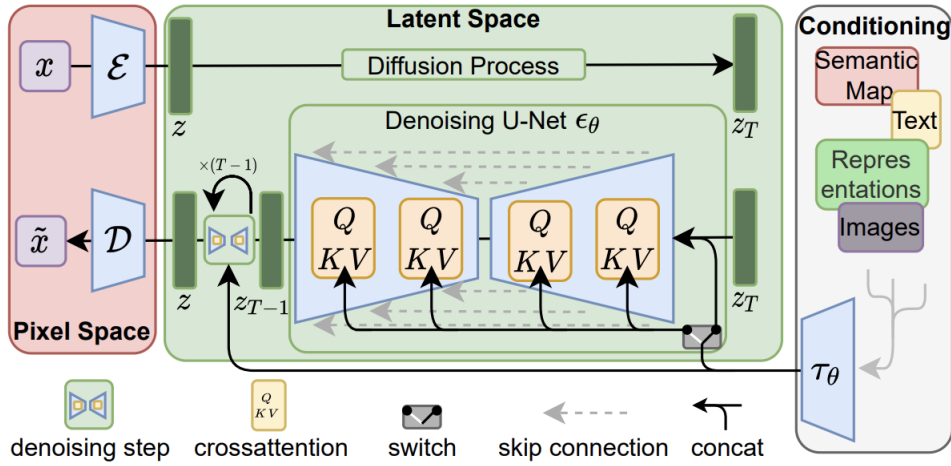 Latent Space
Conditioning
x
ℰ
Diffusion Process
Semantic
Map
z
Denoising U-Net ϵ_θ
z_T
Text
Repres
entations
Images
×(T−1)
Q
KV
Q
KV
Q
KV
Q
KV
x̃
𝒟
z
z_{T−1}
z_T
Pixel Space
τ_θ
Q
KV
denoising step
crossattention
switch
skip connection
concat